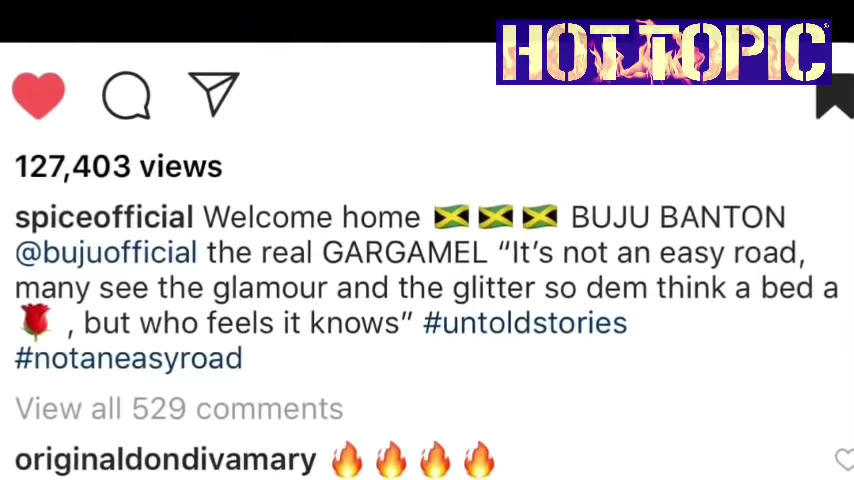 HOT TOPIC®
127,403 views
spiceofficial Welcome home 🇯🇲🇯🇲🇯🇲 BUJU BANTON
@bujuofficial the real GARGAMEL “It’s not an easy road,
many see the glamour and the glitter so dem think a bed a
🌹 , but who feels it knows” #untoldstories
#notaneasyroad
View all 529 comments
originaldondivamary 🔥🔥🔥🔥